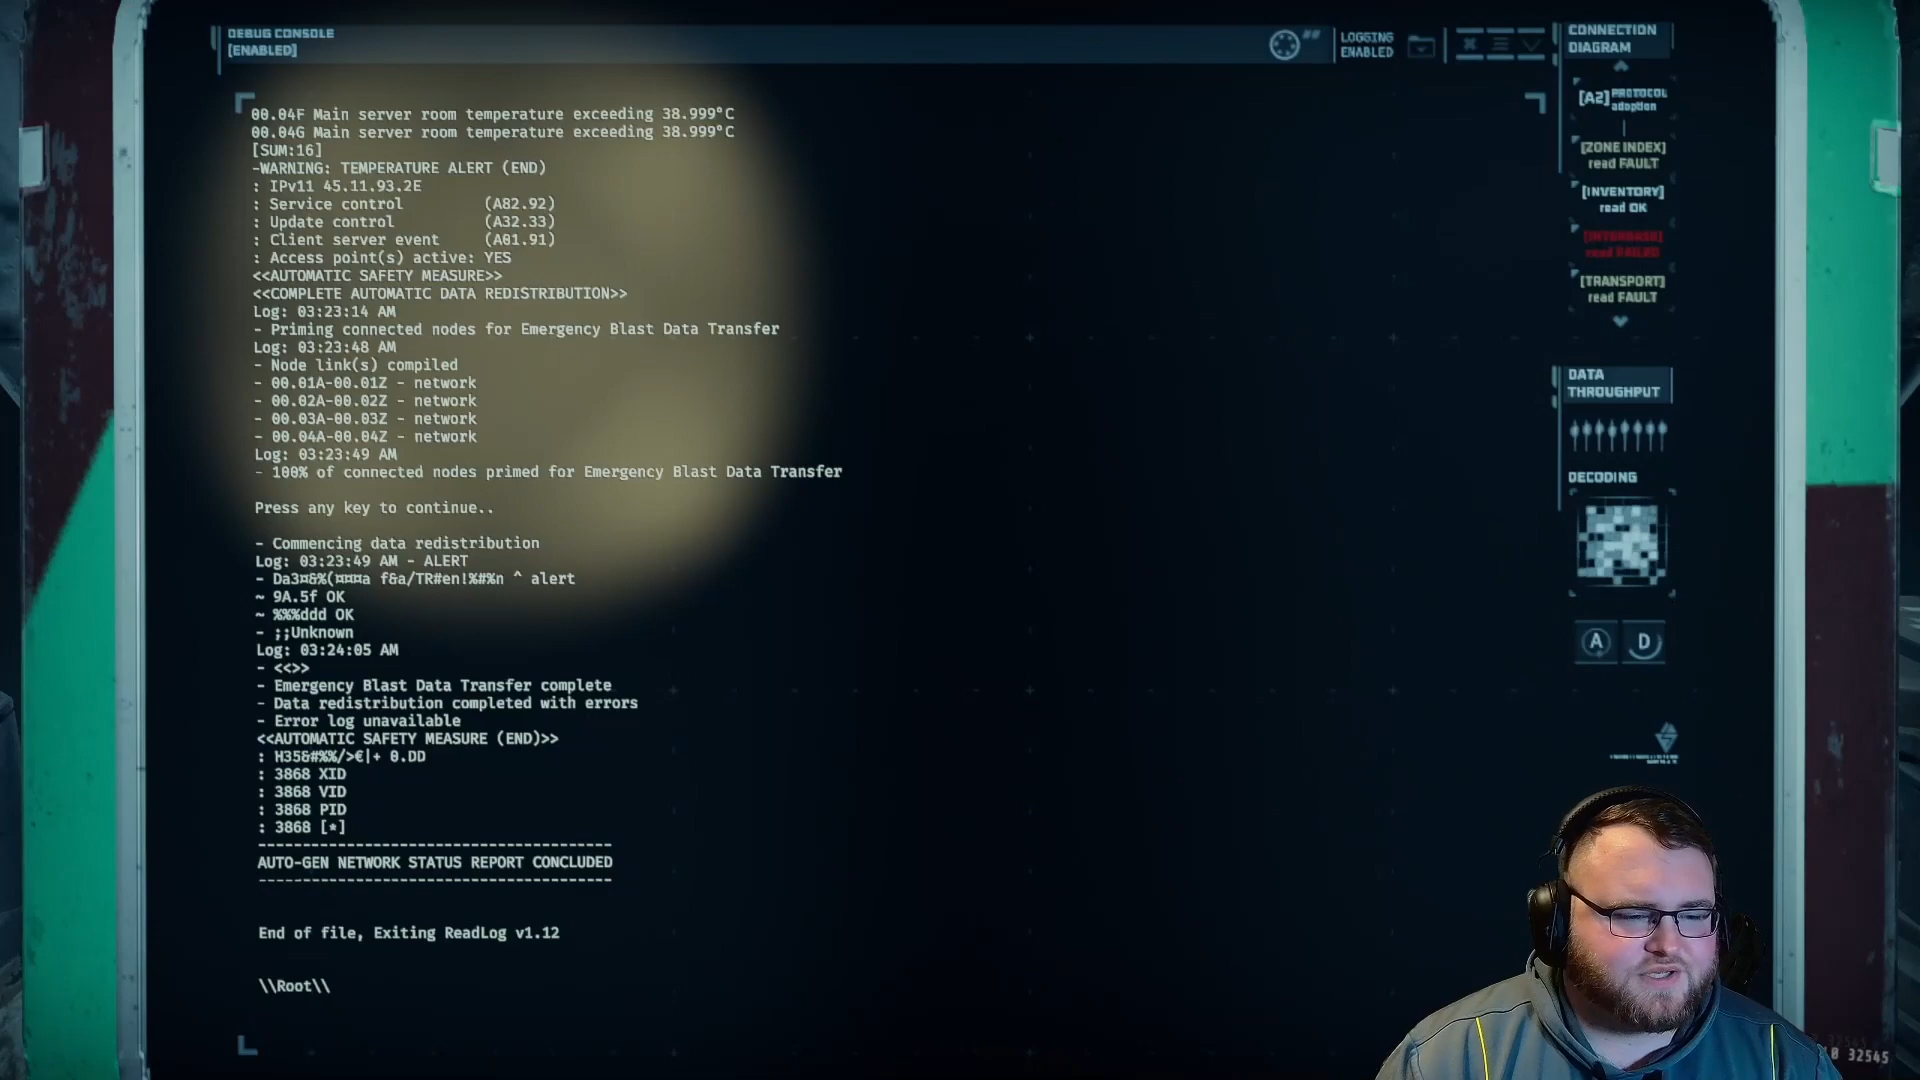 DEBUG CONSOLE
[ENABLED]
LOGGING
ENABLED
00.04F Main server room temperature exceeding 38.999°C
00.04G Main server room temperature exceeding 38.999°C
[SUM:16]
-WARNING: TEMPERATURE ALERT (END)
: IPv11 45.11.93.2E
: Service control (A82.92)
: Update control (A32.33)
: Client server event (A01.91)
: Access point(s) active: YES
<<AUTOMATIC SAFETY MEASURE>>
<<COMPLETE AUTOMATIC DATA REDISTRIBUTION>>
Log: 03:23:14 AM
- Priming connected nodes for Emergency Blast Data Transfer
Log: 03:23:48 AM
- Node link(s) compiled
- 00.01A-00.01Z - network
- 00.02A-00.02Z - network
- 00.03A-00.03Z - network
- 00.04A-00.04Z - network
Log: 03:23:49 AM
- 100% of connected nodes primed for Emergency Blast Data Transfer
Press any key to continue..
- Commencing data redistribution
Log: 03:23:49 AM - ALERT
- Da3¤&%(¤¤¤a f&a/TR#en!%#%n ^ alert
~ 9A.5f OK
~ %%%ddd OK
- ;;Unknown
Log: 03:24:05 AM
- <<>>
- Emergency Blast Data Transfer complete
- Data redistribution completed with errors
- Error log unavailable
<<AUTOMATIC SAFETY MEASURE (END)>>
: H35&#%%/>€|+ 0.DD
: 3868 XID
: 3868 VID
: 3868 PID
: 3868 [*]
----------------------------------------
AUTO-GEN NETWORK STATUS REPORT CONCLUDED
----------------------------------------
End of file, Exiting ReadLog v1.12
\\Root\\
CONNECTION
DIAGRAM
[A2] PROTOCOL
adoption
[ZONE INDEX]
read FAULT
[INVENTORY]
read OK
read FAILED
[TRANSPORT]
read FAULT
DATA
THROUGHPUT
DECODING
A D
32545